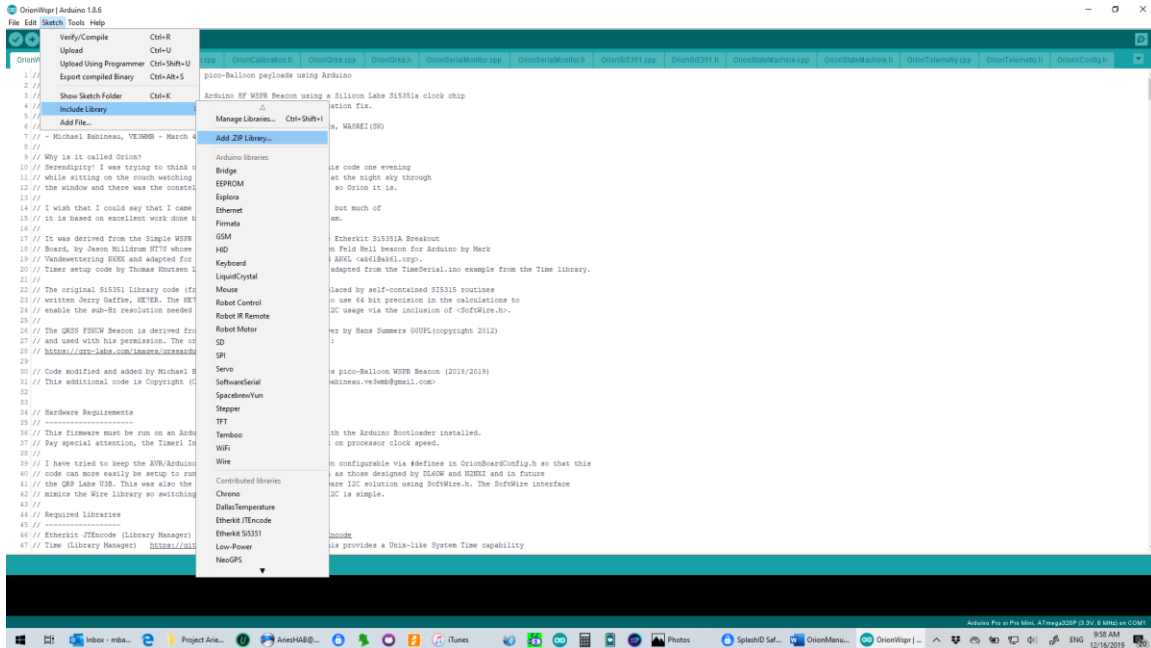 OrionWspr | Arduino 1.8.6
File Edit Sketch Tools Help
Verify/Compile Ctrl+R
Upload Ctrl+U
Upload Using Programmer Ctrl+Shift+U
Export compiled Binary Ctrl+Alt+S
Show Sketch Folder Ctrl+K
Include Library
Add File...
Manage Libraries... Ctrl+Shift+I
Add .ZIP Library...
Arduino libraries
Bridge
EEPROM
Esplora
Ethernet
Firmata
GSM
HID
Keyboard
LiquidCrystal
Mouse
Robot Control
Robot IR Remote
Robot Motor
SD
SPI
Servo
SoftwareSerial
SpacebrewYun
Stepper
TFT
Temboo
WiFi
Wire
Contributed libraries
Chrono
DallasTemperature
Etherkit JTEncode
Etherkit Si5351
Low-Power
NeoGPS
OrionW .cpp OrionCalibration.h OrionQrss.cpp OrionQrss.h OrionSerialMonitor.cpp OrionSerialMonitor.h OrionSi5351.cpp OrionSi5351.h OrionStateMachine.cpp OrionStateMachine.h OrionTelemetry.cpp OrionTelemetry.h OrionXConfig.h
1 // pico-Balloon payloads using Arduino
2 //
3 // Arduino HF WSPR Beacon using a Silicon Labs Si5351a clock chip
4 // ation fix.
5 //
6 // , WA8REI(SK)
7 // - Michael Babineau, VE3WMB - March 4
8 //
9 // Why is it called Orion?
10 // Serendipity! I was trying to think o is code one evening
11 // while sitting on the couch watching at the night sky through
12 // the window and there was the constel so Orion it is.
13 //
14 // I wish that I could say that I came but much of
15 // it is based on excellent work done b am.
16 //
17 // It was derived from the Simple WSPR Etherkit Si5351A Breakout
18 // Board, by Jason Milldrum NT7S whose n Feld Hell beacon for Arduino by Mark
19 // Vandewettering K6HX and adapted for AK6L <ak6l@ak6l.org>.
20 // Timer setup code by Thomas Knutsen L adapted from the TimeSerial.ino example from the Time library.
21 //
22 // The original Si5351 Library code (fr laced by self-contained SI5315 routines
23 // written Jerry Gaffke, KE7ER. The KE7 o use 64 bit precision in the calculations to
24 // enable the sub-Hz resolution needed I2C usage via the inclusion of <SoftWire.h>.
25 //
26 // The QRSS FSKCW Beacon is derived fro er by Hans Summers G0UPL(copyright 2012)
27 // and used with his permission. The or :
28 // https://qrp-labs.com/images/qrssardu
29
30 // Code modified and added by Michael B s pico-Balloon WSPR Beacon (2018/2019)
31 // This additional code is Copyright (C abineau.ve3wmb@gmail.com>
32
33
34 // Hardware Requirements
35 // ---------------------
36 // This firmware must be run on an Ardu th the Arduino Bootloader installed.
37 // Pay special attention, the Timer1 In on processor clock speed.
38 //
39 // I have tried to keep the AVR/Arduino n configurable via #defines in OrionBoardConfig.h so that this
40 // code can more easily be setup to run as those designed by DL6OW and N2NXZ and in future
41 // the QRP Labs U3B. This was also the are I2C solution using SoftWire.h. The SoftWire interface
42 // mimics the Wire library so switching I2C is simple.
43 //
44 // Required Libraries
45 // ------------------
46 // Etherkit JTEncode (Library Manager) ncode
47 // Time (Library Manager) https://git is provides a Unix-like System Time capability
Arduino Pro or Pro Mini, ATmega328P (3.3V, 8 MHz) on COM1
Inbox - mba... Project Arie... AriesHAB@... iTunes Photos SplashID Saf... OrionManu... OrionWspr | ... ENG 9:58 AM
12/16/2019 20